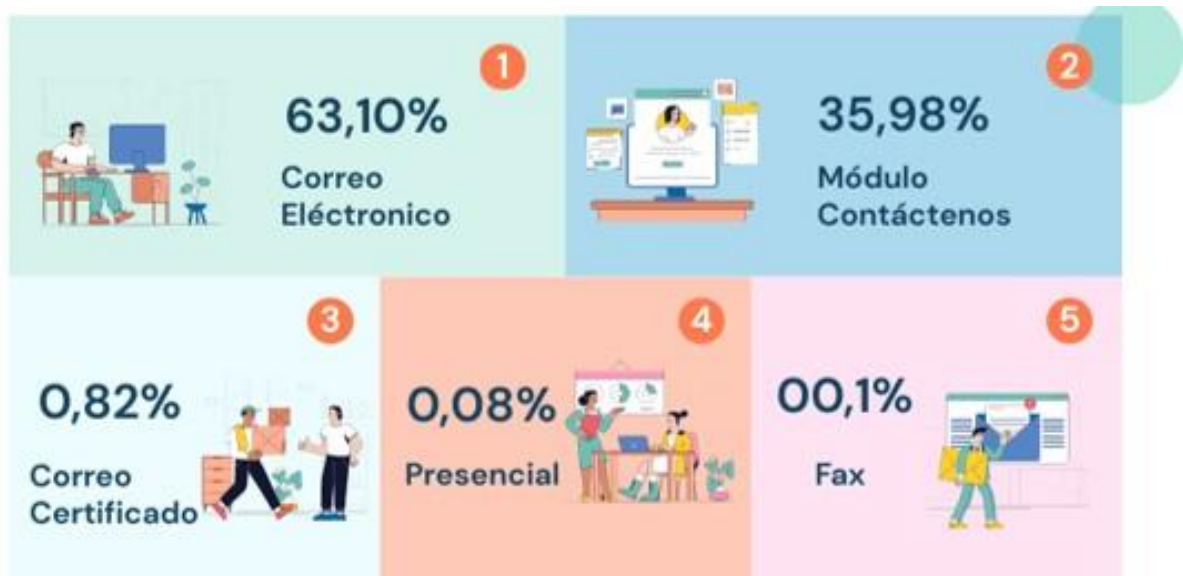 1
63,10%
Correo
Eléctronico
2
35,98%
Módulo
Contáctenos
3
0,82%
Correo
Certificado
4
0,08%
Presencial
5
00,1%
Fax